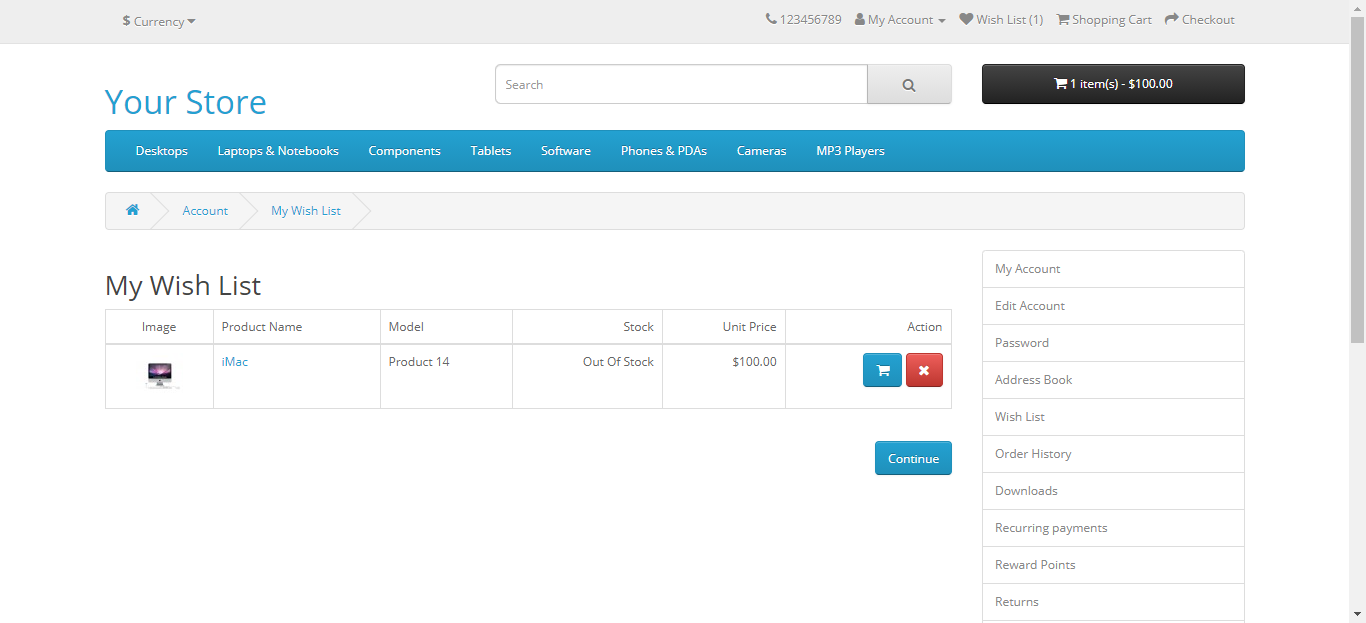 $ Currency
123456789 My Account Wish List (1) Shopping Cart Checkout
Your Store
Search
1 item(s) - $100.00
Desktops Laptops & Notebooks Components Tablets Software Phones & PDAs Cameras MP3 Players
Account My Wish List
My Wish List
Image Product Name Model Stock Unit Price Action
iMac Product 14 Out Of Stock $100.00
Continue
My Account
Edit Account
Password
Address Book
Wish List
Order History
Downloads
Recurring payments
Reward Points
Returns